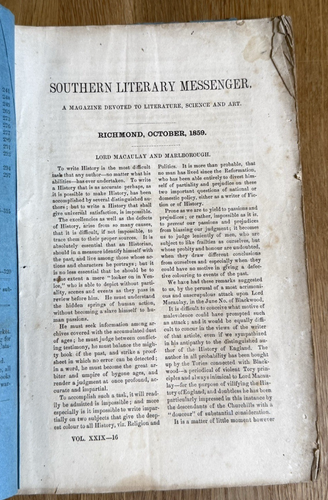 SOUTHERN LITERARY MESSENGER.
A MAGAZINE DEVOTED TO LITERATURE, SCIENCE AND ART.
RICHMOND, OCTOBER, 1859.
LORD MACAULAY AND MARLBOROUGH.
To write History is the most difficult
task that any author—no matter what his
abilities—has ever undertaken. To write
a History that is as accurate perhaps, as
it is possible to make History, has been
accomplished by several distinguished au-
thors; but to write a History that shall
give universal satisfaction, is impossible.
The excellencies as well as the defects
of History, arise from so many causes,
that it is difficult, if not impossible, to
trace them to their proper sources. It is
absolutely essential that an Historian,
should in a measure identify himself with
the past, and live among those whose ac-
tions and characters he portrays; but it
is no less essential that he should be to
some extent a mere "looker on in Ve-
nice," who is able to depict without part-
iality, scenes and events as they pass in
review before him. He must understand
the hidden springs of human action,
without becoming a slave himself to hu-
man passions.
He must seek information among ar-
chives covered with the accumulated dust
of ages; he must judge between conflict-
ing testimony, he must balance the migh-
ty book of the past, and strike a proof
sheet in which no error can be detected;
in a word, he must become the great ar-
biter and umpire of bygone ages, and
render a judgment at once profound, ac-
curate and impartial.
To accomplish such a task, it will rea-
dily be admitted is impossible; and more
especially is it impossible to write impar-
tially on two subjects that give the deep-
est colour to all History, viz: Religion and
VOL. XXIX—16
Politics. It is more than probable, that
no man has lived since the Reformation,
who has been able entirely to divest him-
self of partiality and prejudice on these
two important questions of national or
domestic policy, either as a writer of Fic-
tion or of History.
Prone as we are to yield to passions and
prejudices; or rather, impossible as it is,
to prevent our passions and prejudices
from biassing our judgment; it becomes
us to judge leniently of men, who are
subject to like frailties as ourselves, but
whose probity and honour are undoubted,
when they draw different conclusions
from ourselves and especially when they
could have no motive in giving a defec-
tive colouring to events of the past.
We have had these remarks suggested
to us, by the perusal of a most acrimoni-
ous and unscrupulous attack upon Lord
Macaulay, in the June No. of Blackwood.
It is difficult to conceive what motives of
malevolence could have prompted such
an attack; and it would be equally diffi-
cult to concur in the views of the writer
of that article, even if we sympathized
in his antipathy to the distinguished au-
thor of the History of England. The
author in all probability has been bought
up by the Tories connected with Black-
wood—a periodical of violent Tory prin-
ciples and always inimical to Lord Macau-
lay—for the purpose of vilifying the His-
tory of England, and doubtless he has been
particularly impressed in this instance by
the descendants of the Churchills with a
"douceur" of substantial consideration.
It is a matter of little moment however